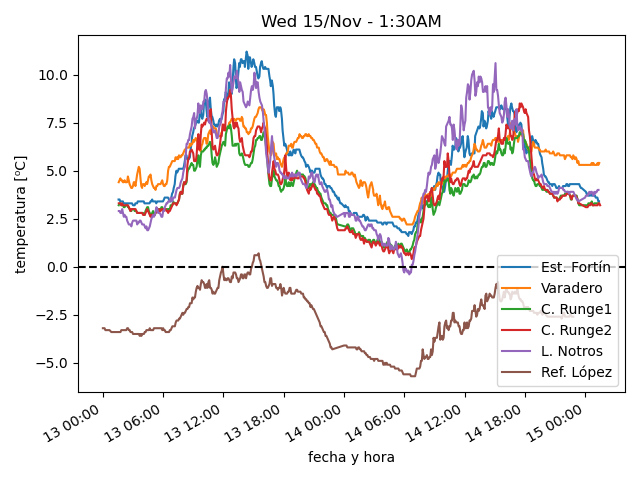 Wed 15/Nov - 1:30AM
temperatura [°C]
10.0
7.5
5.0
2.5
0.0
−2.5
−5.0
Est. Fortín
Varadero
C. Runge1
C. Runge2
L. Notros
Ref. López
13 00:00
13 06:00
13 12:00
13 18:00
14 00:00
14 06:00
14 12:00
14 18:00
15 00:00
fecha y hora